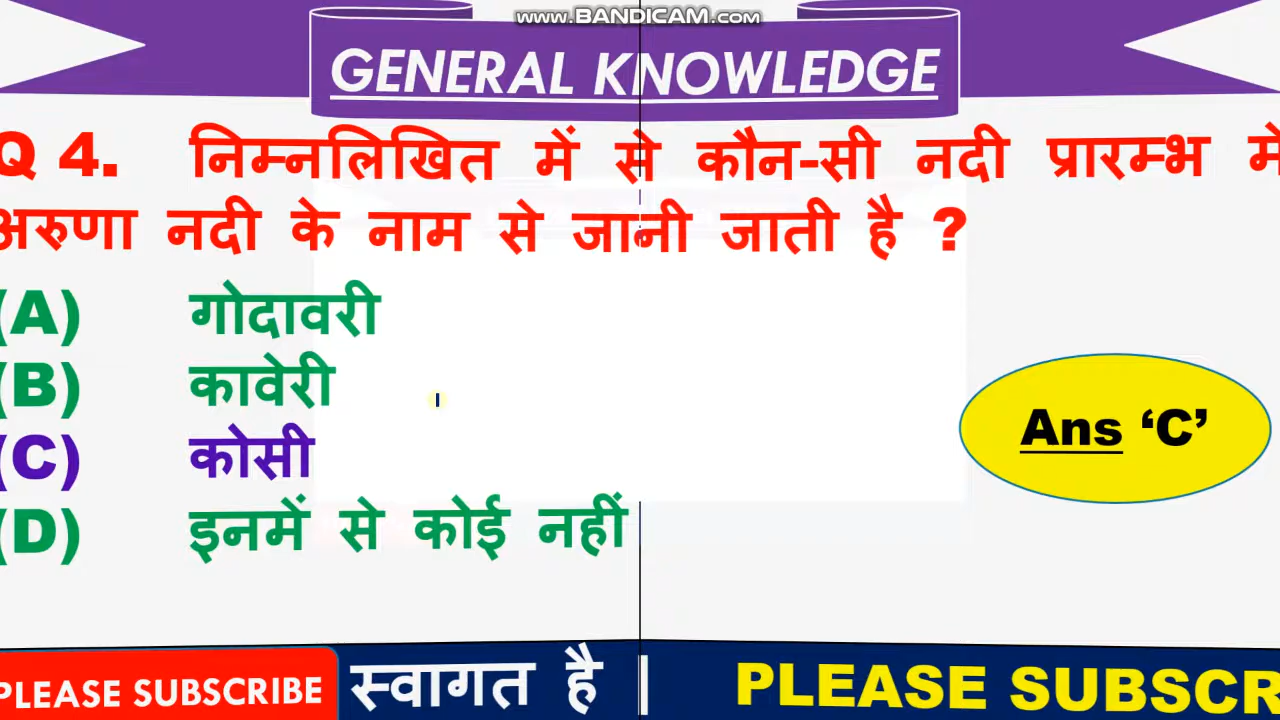 www.BANDICAM.com
GENERAL KNOWLEDGE
Q 4. निम्नलिखित में से कौन-सी नदी प्रारम्भ में
अरुणा नदी के नाम से जानी जाती है ?
(A) गोदावरी
(B) कावेरी
(C) कोसी
(D) इनमें से कोई नहीं
Ans ‘C’
PLEASE SUBSCRIBE
स्वागत है | PLEASE SUBSCR